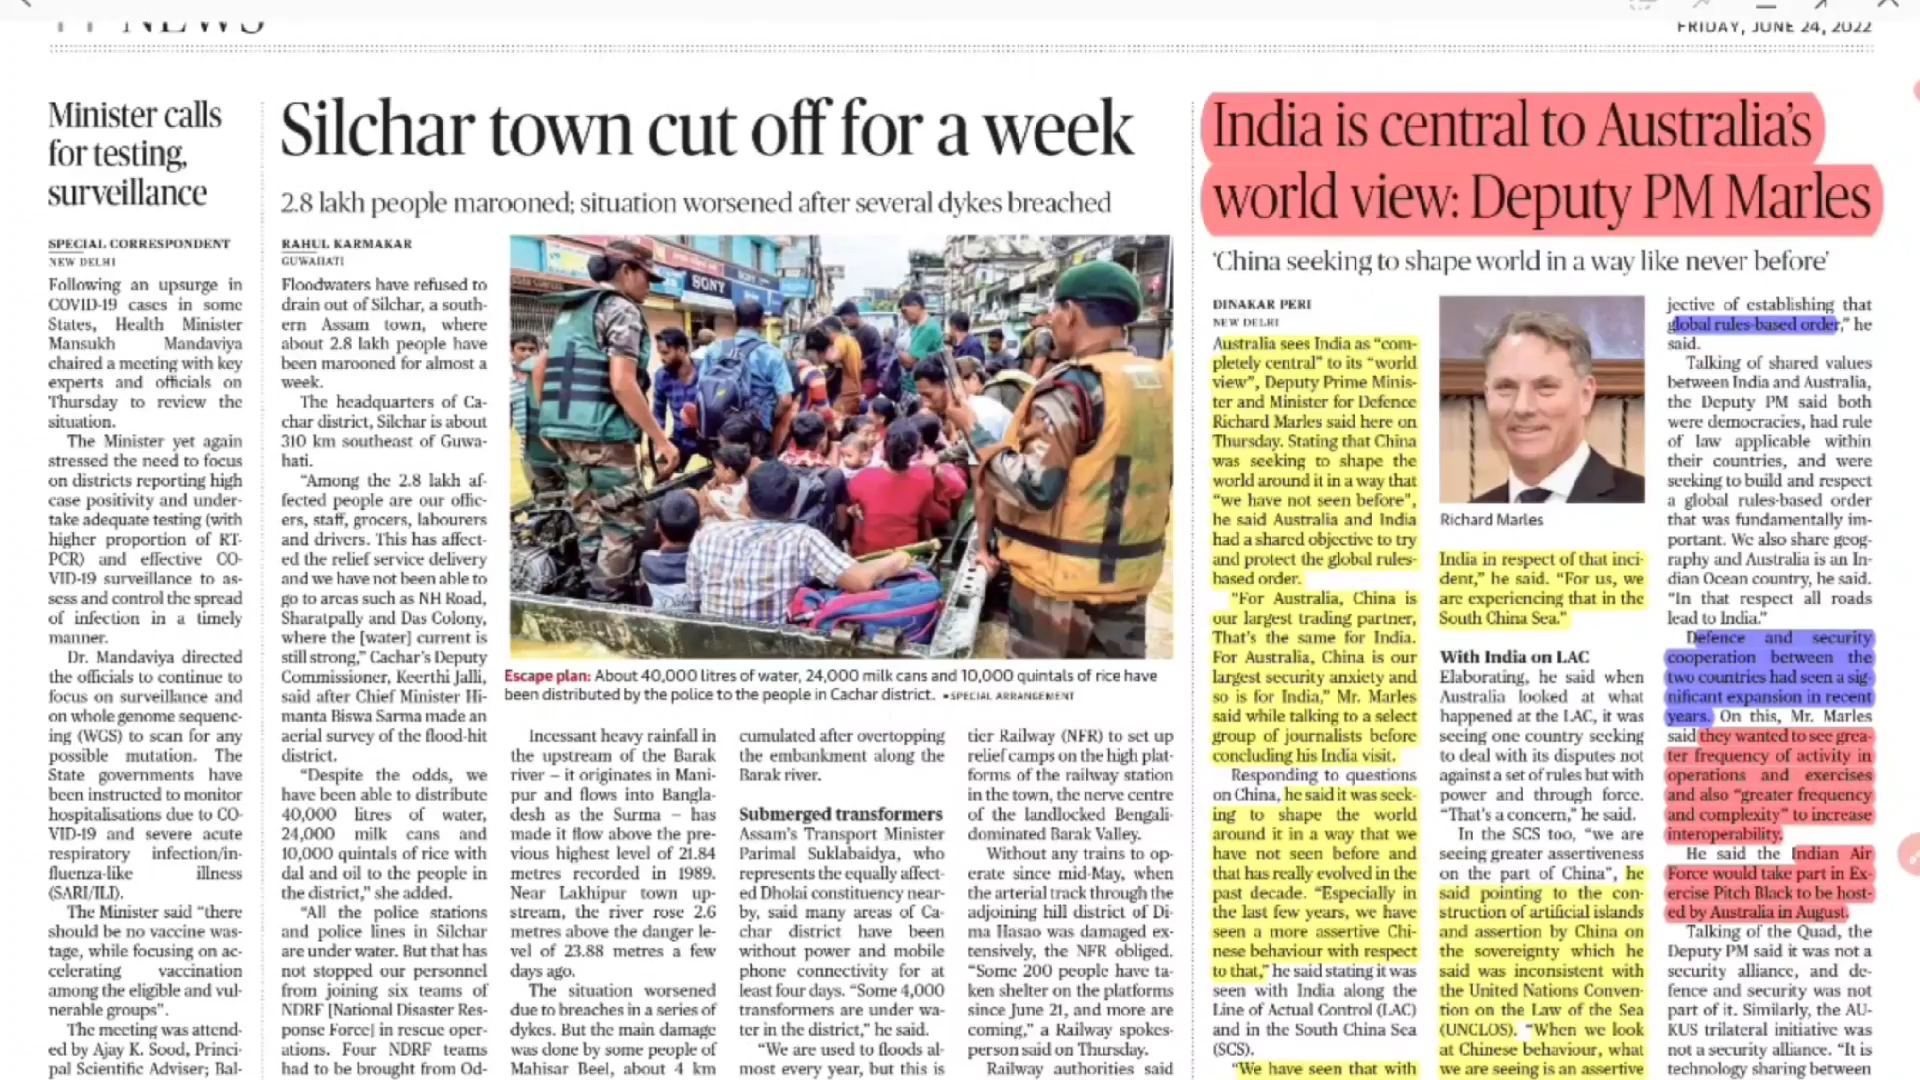 FRIDAY, JUNE 24, 2022
Minister calls
for testing,
surveillance
SPECIAL CORRESPONDENT
NEW DELHI
Following an upsurge in
COVID-19 cases in some
States, Health Minister
Mansukh Mandaviya
chaired a meeting with key
experts and officials on
Thursday to review the
situation.
The Minister yet again
stressed the need to focus
on districts reporting high
case positivity and under-
take adequate testing (with
higher proportion of RT-
PCR) and effective CO-
VID-19 surveillance to as-
sess and control the spread
of infection in a timely
manner.
Dr. Mandaviya directed
the officials to continue to
focus on surveillance and
on whole genome sequenc-
ing (WGS) to scan for any
possible mutation. The
State governments have
been instructed to monitor
hospitalisations due to CO-
VID-19 and severe acute
respiratory infection/in-
fluenza-like illness
(SARI/ILI).
The Minister said “there
should be no vaccine was-
tage, while focusing on ac-
celerating vaccination
among the eligible and vul-
nerable groups”.
The meeting was attend-
ed by Ajay K. Sood, Princi-
pal Scientific Adviser; Bal-
Silchar town cut off for a week
2.8 lakh people marooned; situation worsened after several dykes breached
RAHUL KARMAKAR
GUWAHATI
Floodwaters have refused to
drain out of Silchar, a south-
ern Assam town, where
about 2.8 lakh people have
been marooned for almost a
week.
The headquarters of Ca-
char district, Silchar is about
310 km southeast of Guwa-
hati.
“Among the 2.8 lakh af-
fected people are our offic-
ers, staff, grocers, labourers
and drivers. This has affect-
ed the relief service delivery
and we have not been able to
go to areas such as NH Road,
Sharatpally and Das Colony,
where the [water] current is
still strong,” Cachar’s Deputy
Commissioner, Keerthi Jalli,
said after Chief Minister Hi-
manta Biswa Sarma made an
aerial survey of the flood-hit
district.
“Despite the odds, we
have been able to distribute
40,000 litres of water,
24,000 milk cans and
10,000 quintals of rice with
dal and oil to the people in
the district,” she added.
“All the police stations
and police lines in Silchar
are under water. But that has
not stopped our personnel
from joining six teams of
NDRF [National Disaster Res-
ponse Force] in rescue oper-
ations. Four NDRF teams
had to be brought from Od-
SONY
Escape plan: About 40,000 litres of water, 24,000 milk cans and 10,000 quintals of rice have
been distributed by the police to the people in Cachar district. •SPECIAL ARRANGEMENT
Incessant heavy rainfall in
the upstream of the Barak
river – it originates in Mani-
pur and flows into Bangla-
desh as the Surma – has
made it flow above the pre-
vious highest level of 21.84
metres recorded in 1989.
Near Lakhipur town up-
stream, the river rose 2.6
metres above the danger le-
vel of 23.88 metres a few
days ago.
The situation worsened
due to breaches in a series of
dykes. But the main damage
was done by some people of
Mahisar Beel, about 4 km
cumulated after overtopping
the embankment along the
Barak river.
Submerged transformers
Assam’s Transport Minister
Parimal Suklabaidya, who
represents the equally affect-
ed Dholai constituency near-
by, said many areas of Ca-
char district have been
without power and mobile
phone connectivity for at
least four days. “Some 4,000
transformers are under wa-
ter in the district,” he said.
“We are used to floods al-
most every year, but this is
tier Railway (NFR) to set up
relief camps on the high plat-
forms of the railway station
in the town, the nerve centre
of the landlocked Bengali-
dominated Barak Valley.
Without any trains to op-
erate since mid-May, when
the arterial track through the
adjoining hill district of Di-
ma Hasao was damaged ex-
tensively, the NFR obliged.
“Some 200 people have ta-
ken shelter on the platforms
since June 21, and more are
coming,” a Railway spokes-
person said on Thursday.
Railway authorities said
India is central to Australia’s
world view: Deputy PM Marles
‘China seeking to shape world in a way like never before’
DINAKAR PERI
NEW DELHI
Australia sees India as “com-
pletely central” to its “world
view”, Deputy Prime Minis-
ter and Minister for Defence
Richard Marles said here on
Thursday. Stating that China
was seeking to shape the
world around it in a way that
“we have not seen before”,
he said Australia and India
had a shared objective to try
and protect the global rules-
based order.
“For Australia, China is
our largest trading partner,
That’s the same for India.
For Australia, China is our
largest security anxiety and
so is for India,” Mr. Marles
said while talking to a select
group of journalists before
concluding his India visit.
Responding to questions
on China, he said it was seek-
ing to shape the world
around it in a way that we
have not seen before and
that has really evolved in the
past decade. “Especially in
the last few years, we have
seen a more assertive Chi-
nese behaviour with respect
to that,” he said stating it was
seen with India along the
Line of Actual Control (LAC)
and in the South China Sea
(SCS).
“We have seen that with
Richard Marles
India in respect of that inci-
dent,” he said. “For us, we
are experiencing that in the
South China Sea.”
With India on LAC
Elaborating, he said when
Australia looked at what
happened at the LAC, it was
seeing one country seeking
to deal with its disputes not
against a set of rules but with
power and through force.
“That’s a concern,” he said.
In the SCS too, “we are
seeing greater assertiveness
on the part of China”, he
said pointing to the con-
struction of artificial islands
and assertion by China on
the sovereignty which he
said was inconsistent with
the United Nations Conven-
tion on the Law of the Sea
(UNCLOS). “When we look
at Chinese behaviour, what
we are seeing is an assertive
jective of establishing that
global rules-based order,” he
said.
Talking of shared values
between India and Australia,
the Deputy PM said both
were democracies, had rule
of law applicable within
their countries, and were
seeking to build and respect
a global rules-based order
that was fundamentally im-
portant. We also share geog-
raphy and Australia is an In-
dian Ocean country, he said.
“In that respect all roads
lead to India.”
Defence and security
cooperation between the
two countries had seen a sig-
nificant expansion in recent
years. On this, Mr. Marles
said they wanted to see grea-
ter frequency of activity in
operations and exercises
and also “greater frequency
and complexity” to increase
interoperability.
He said the Indian Air
Force would take part in Ex-
ercise Pitch Black to be host-
ed by Australia in August.
Talking of the Quad, the
Deputy PM said it was not a
security alliance, and de-
fence and security was not
part of it. Similarly, the AU-
KUS trilateral initiative was
not a security alliance. “It is
technology sharing between